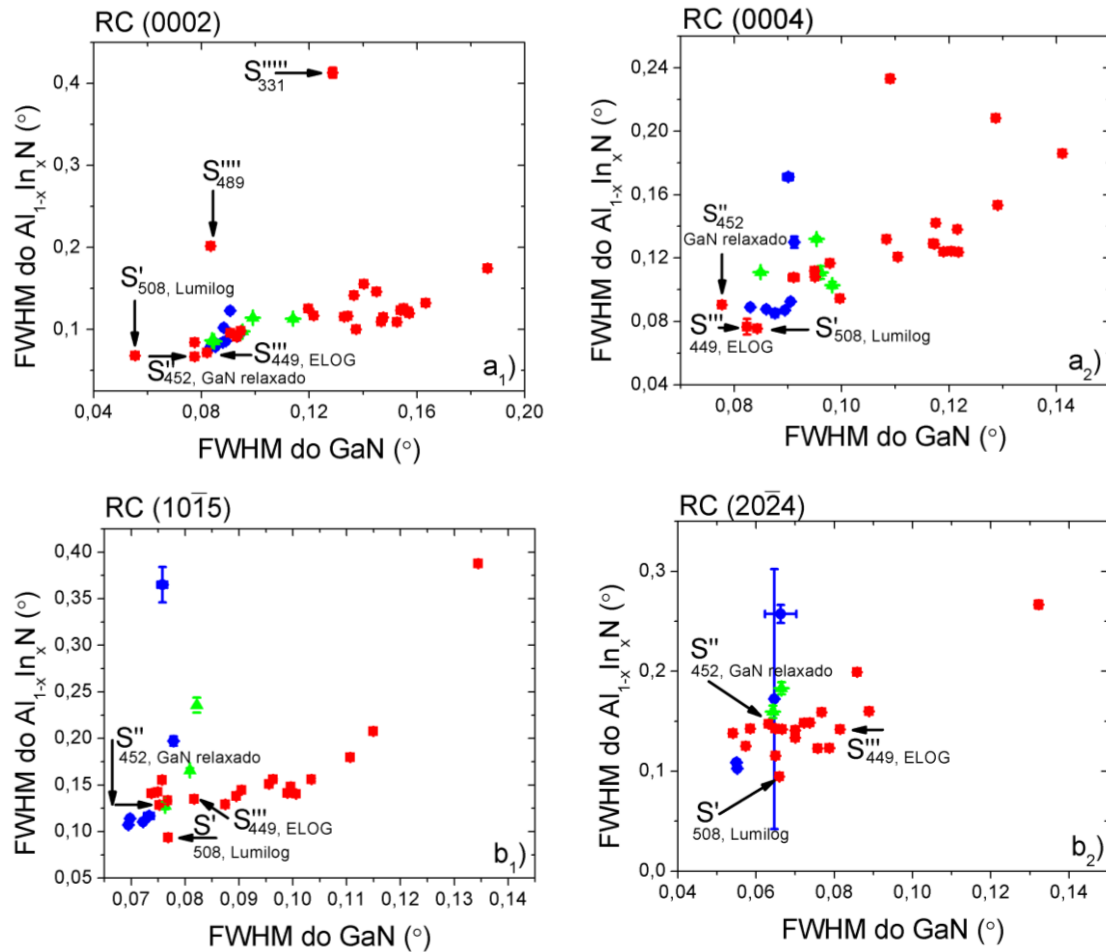 RC (0002)
FWHM do Al1-xInxN (°)
0,4
0,3
0,2
0,1
S'''''331
S''''489
S'508, Lumilog
S''452, GaN relaxado
S'''449, ELOG
a1)
0,04 0,08 0,12 0,16 0,20
FWHM do GaN (°)
RC (0004)
FWHM do Al1-xInxN (°)
0,24
0,20
0,16
0,12
0,08
0,04
S''452
GaN relaxado
S'''449, ELOG
S'508, Lumilog
a2)
0,08 0,10 0,12 0,14
FWHM do GaN (°)
RC (101̅5)
FWHM do Al1-xInxN (°)
0,40
0,35
0,30
0,25
0,20
0,15
0,10
0,05
S''452, GaN relaxado
S'''449, ELOG
S'508, Lumilog
b1)
0,07 0,08 0,09 0,10 0,11 0,12 0,13 0,14
FWHM do GaN (°)
RC (202̅4)
FWHM do Al1-xInxN (°)
0,3
0,2
0,1
0,0
S''452, GaN relaxado
S'''449, ELOG
S'508, Lumilog
b2)
0,04 0,06 0,08 0,10 0,12 0,14
FWHM do GaN (°)